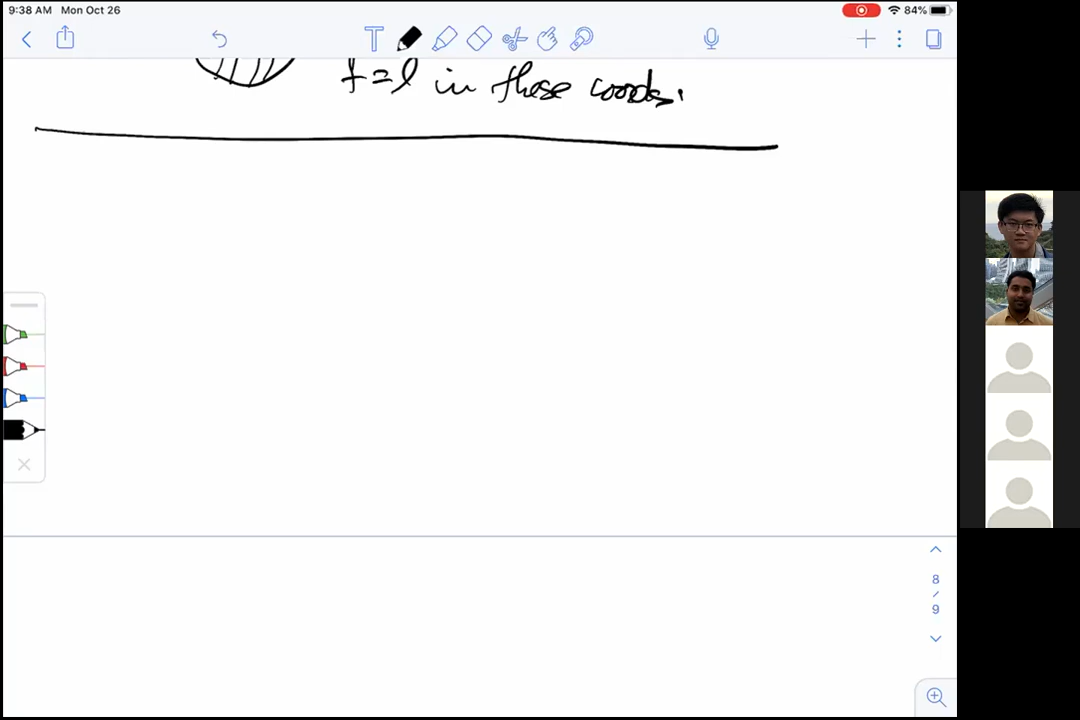 9:38 AM Mon Oct 26
84%
f = l in these coords.
8
/
9